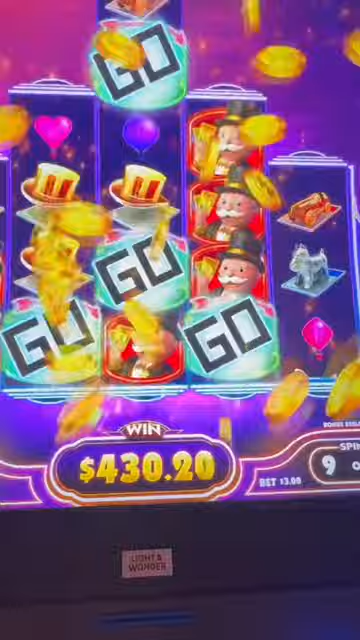 GO
GO
GO
GO
WIN
$430.20
SPIN
9
BET $3.00
LIGHT &
WONDER